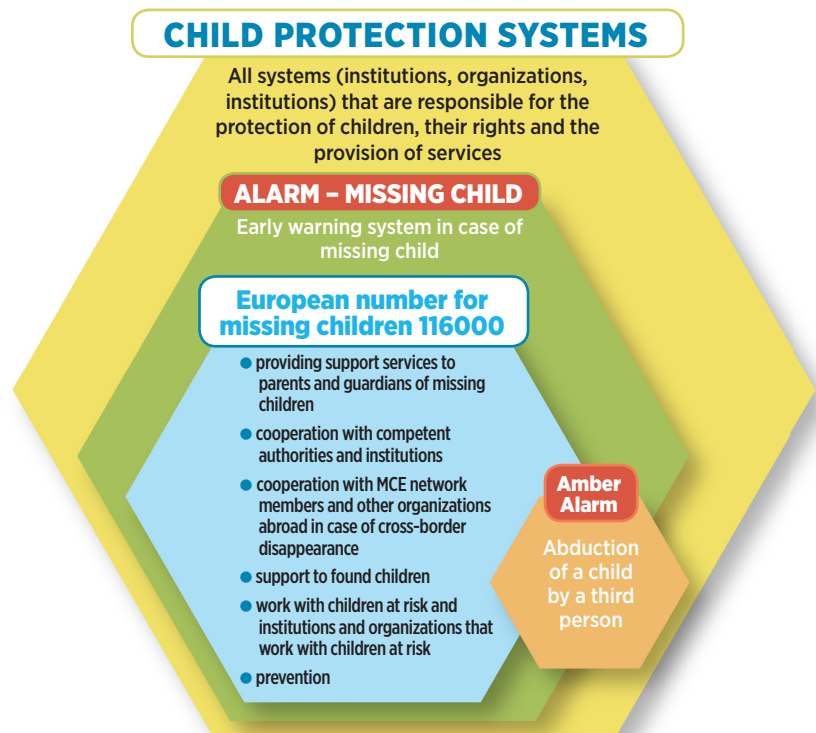 CHILD PROTECTION SYSTEMS
All systems (institutions, organizations,
institutions) that are responsible for the
protection of children, their rights and the
provision of services
ALARM – MISSING CHILD
Early warning system in case of
missing child
European number for
missing children 116000
● providing support services to
parents and guardians of missing
children
● cooperation with competent
authorities and institutions
● cooperation with MCE network
members and other organizations
abroad in case of cross-border
disappearance
● support to found children
● work with children at risk and
institutions and organizations that
work with children at risk
● prevention
Amber
Alarm
Abduction
of a child
by a third
person